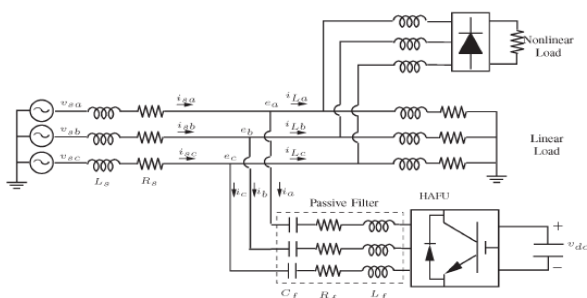 Nonlinear
Load
v_sa i_sa e_a i_La
v_sb i_sb e_b i_Lb
v_sc i_sc e_c i_Lc
Linear
Load
L_s R_s
i_c i_b i_a
Passive Filter HAFU
+
v_dc
−
C_f R_f L_f